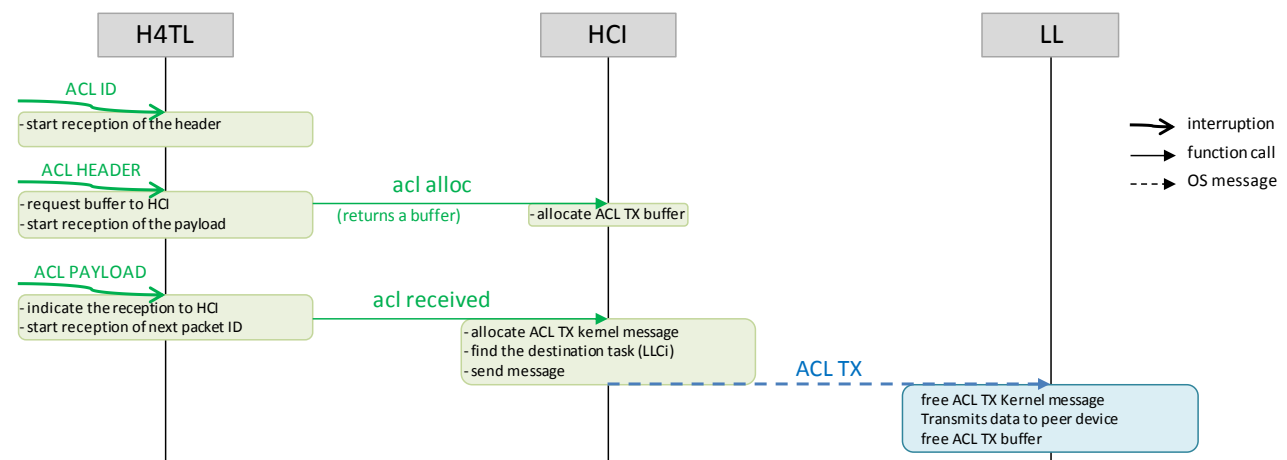 H4TL
HCI
LL
ACL ID
- start reception of the header
interruption
function call
OS message
ACL HEADER
- request buffer to HCI
- start reception of the payload
acl alloc
(returns a buffer)
- allocate ACL TX buffer
ACL PAYLOAD
- indicate the reception to HCI
- start reception of next packet ID
acl received
- allocate ACL TX kernel message
- find the destination task (LLCi)
- send message
ACL TX
free ACL TX Kernel message
Transmits data to peer device
free ACL TX buffer